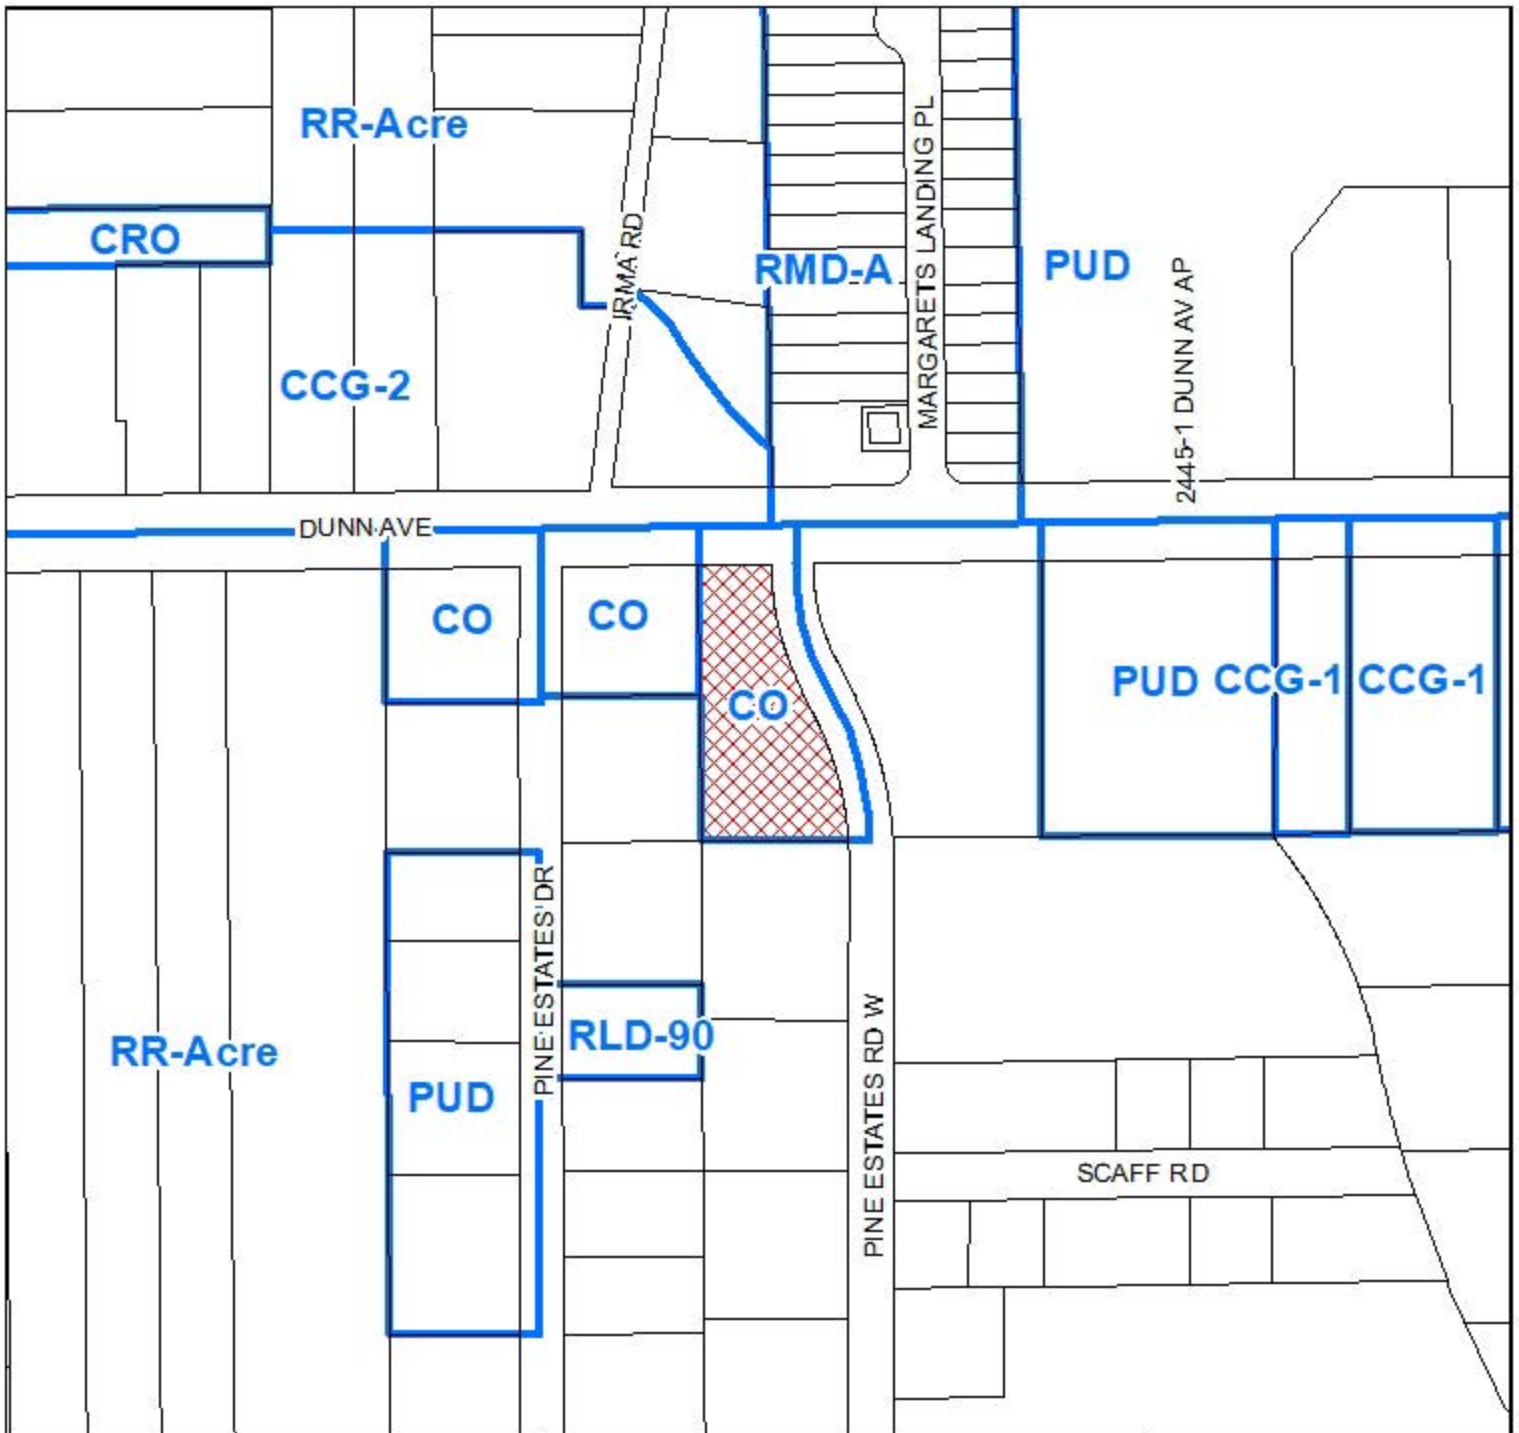 RR-Acre
CRO
IRMA RD
RMD-A
MARGARETS LANDING PL
PUD
2445-1 DUNN AV AP
CCG-2
DUNN AVE
CO
CO
CO
PUD
CCG-1
CCG-1
PINE ESTATES DR
RR-Acre
RLD-90
PUD
PINE ESTATES RD W
SCAFF RD